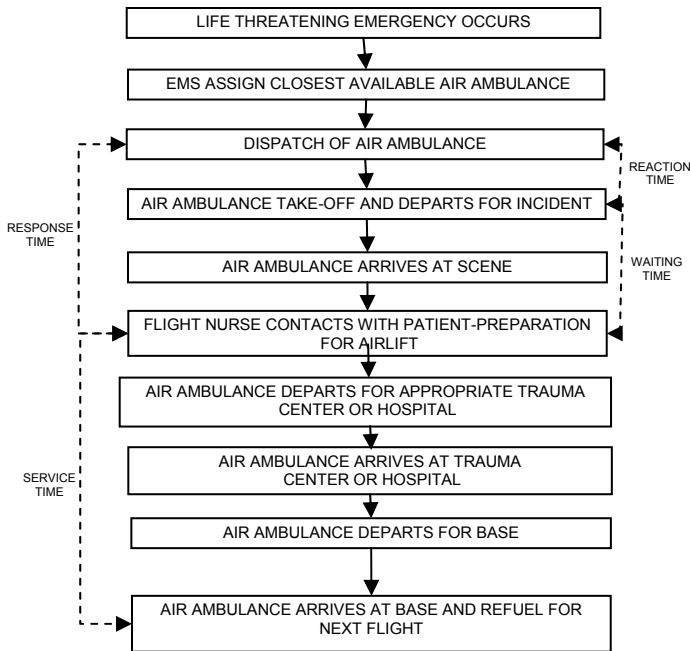 LIFE THREATENING EMERGENCY OCCURS
EMS ASSIGN CLOSEST AVAILABLE AIR AMBULANCE
DISPATCH OF AIR AMBULANCE
REACTION
TIME
AIR AMBULANCE TAKE-OFF AND DEPARTS FOR INCIDENT
RESPONSE
TIME
AIR AMBULANCE ARRIVES AT SCENE
WAITING
TIME
FLIGHT NURSE CONTACTS WITH PATIENT-PREPARATION
FOR AIRLIFT
AIR AMBULANCE DEPARTS FOR APPROPRIATE TRAUMA
CENTER OR HOSPITAL
AIR AMBULANCE ARRIVES AT TRAUMA
CENTER OR HOSPITAL
SERVICE
TIME
AIR AMBULANCE DEPARTS FOR BASE
AIR AMBULANCE ARRIVES AT BASE AND REFUEL FOR
NEXT FLIGHT